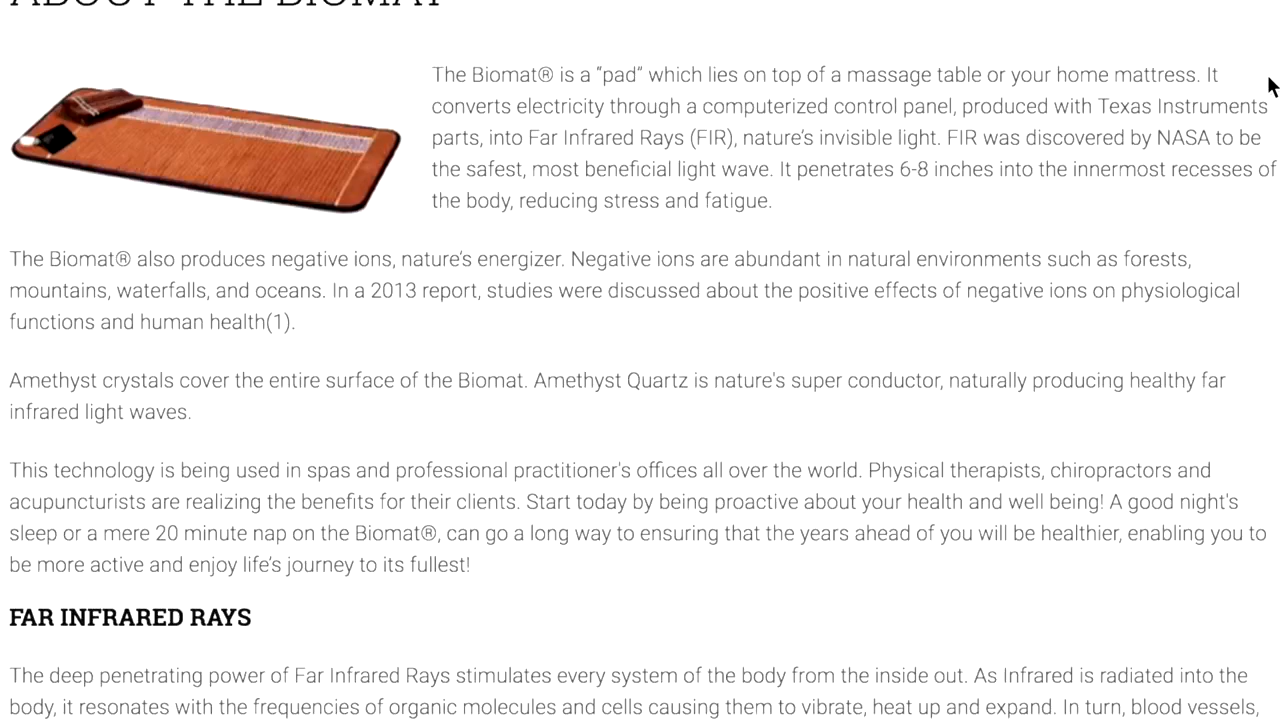 ABOUT THE BIOMAT
The Biomat® is a “pad” which lies on top of a massage table or your home mattress. It
converts electricity through a computerized control panel, produced with Texas Instruments
parts, into Far Infrared Rays (FIR), nature’s invisible light. FIR was discovered by NASA to be
the safest, most beneficial light wave. It penetrates 6-8 inches into the innermost recesses of
the body, reducing stress and fatigue.
The Biomat® also produces negative ions, nature’s energizer. Negative ions are abundant in natural environments such as forests,
mountains, waterfalls, and oceans. In a 2013 report, studies were discussed about the positive effects of negative ions on physiological
functions and human health(1).
Amethyst crystals cover the entire surface of the Biomat. Amethyst Quartz is nature's super conductor, naturally producing healthy far
infrared light waves.
This technology is being used in spas and professional practitioner's offices all over the world. Physical therapists, chiropractors and
acupuncturists are realizing the benefits for their clients. Start today by being proactive about your health and well being! A good night's
sleep or a mere 20 minute nap on the Biomat®, can go a long way to ensuring that the years ahead of you will be healthier, enabling you to
be more active and enjoy life’s journey to its fullest!
FAR INFRARED RAYS
The deep penetrating power of Far Infrared Rays stimulates every system of the body from the inside out. As Infrared is radiated into the
body, it resonates with the frequencies of organic molecules and cells causing them to vibrate, heat up and expand. In turn, blood vessels,